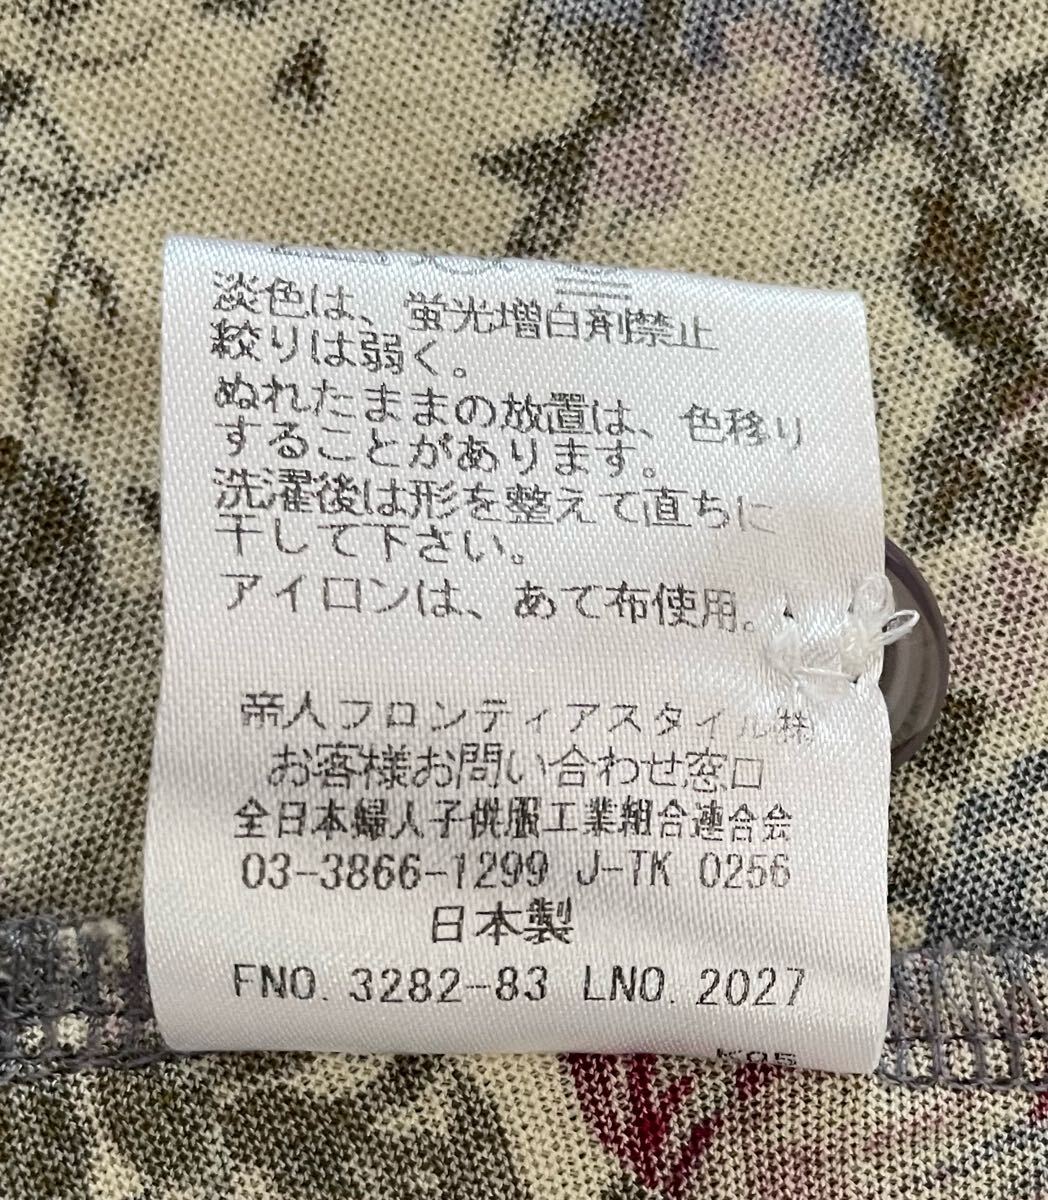 淡色は、蛍光増白剤禁止
絞りは弱く。
ぬれたままの放置は、色移り
することがあります。
洗濯後は形を整えて直ちに
干して下さい。
アイロンは、あて布使用。
帝人フロンティアスタイル㈱
お客様お問い合わせ窓口
全日本婦人子供服工業組合連合会
03-3866-1299 J-TK 0256
日本製
FNO. 3282-83 LNO. 2027